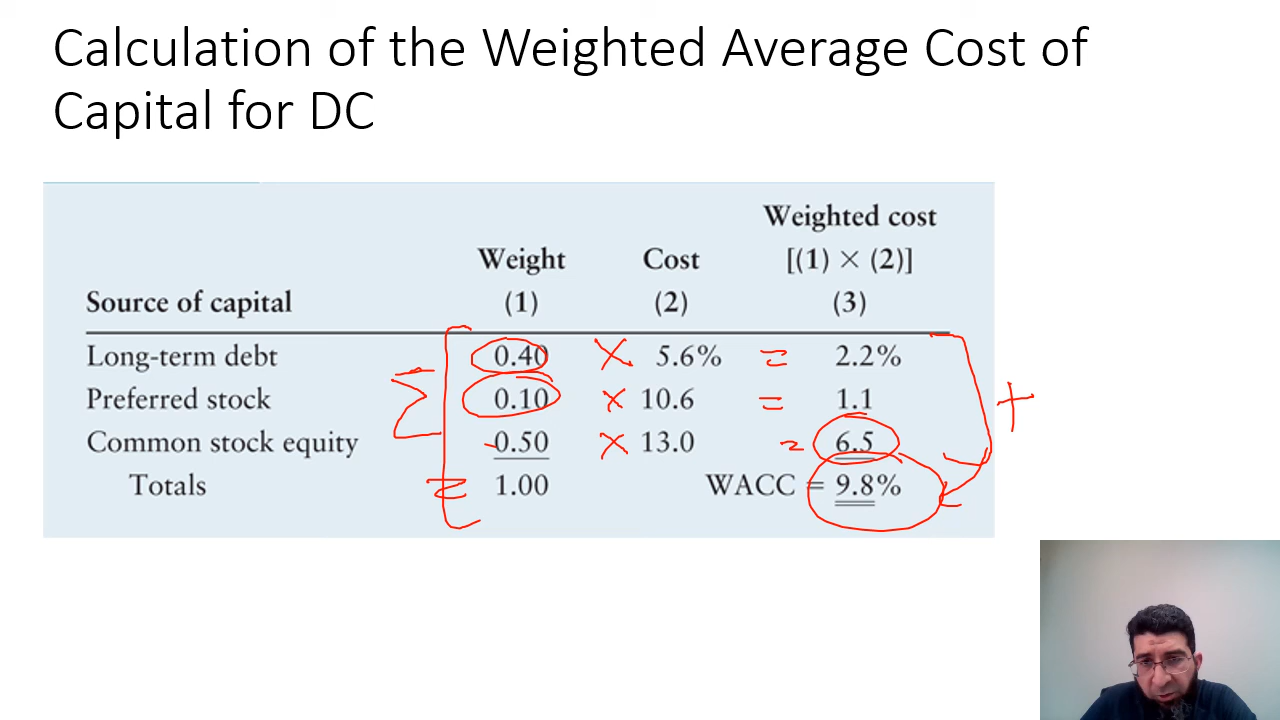 Calculation of the Weighted Average Cost of
Capital for DC
Weighted cost
Weight Cost [(1) × (2)]
Source of capital (1) (2) (3)
Long-term debt 0.40 × 5.6% = 2.2%
Preferred stock 0.10 × 10.6 = 1.1
Common stock equity 0.50 × 13.0 = 6.5
Totals = 1.00 WACC = 9.8%
Σ
+